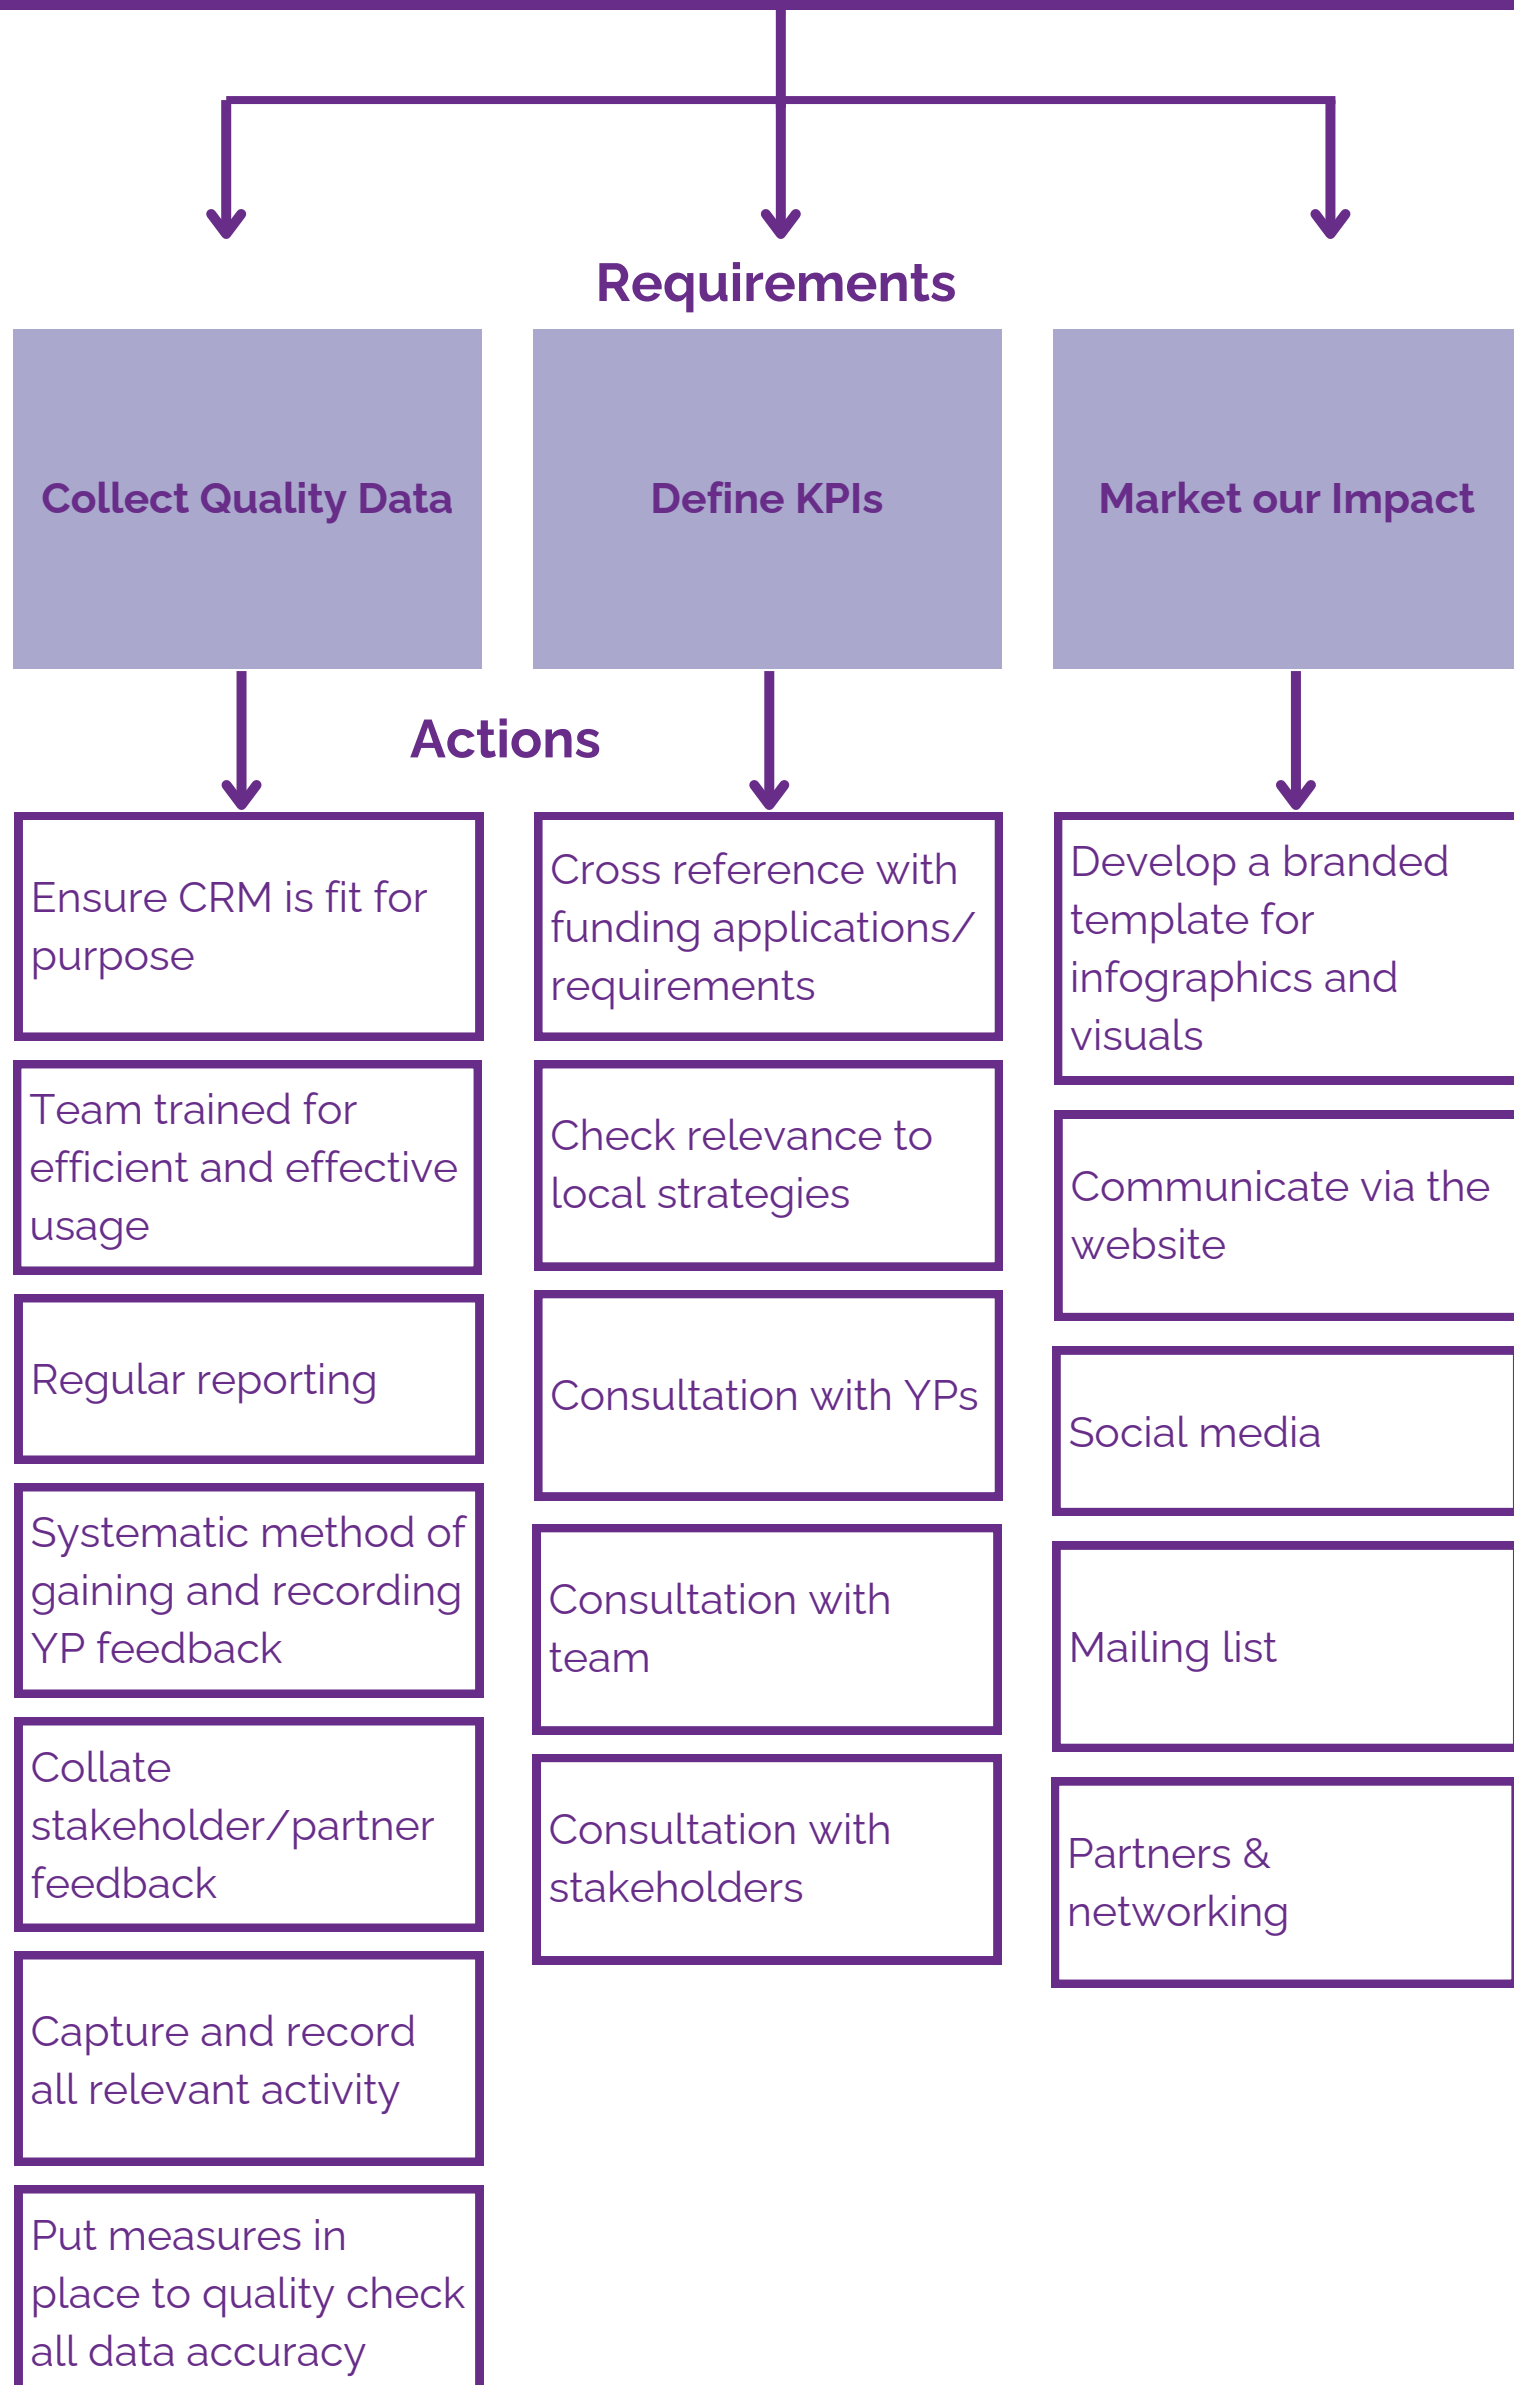 Requirements
Collect Quality Data
Define KPIs
Market our Impact
Actions
Ensure CRM is fit for
purpose
Team trained for
efficient and effective
usage
Regular reporting
Systematic method of
gaining and recording
YP feedback
Collate
stakeholder/partner
feedback
Capture and record
all relevant activity
Put measures in
place to quality check
all data accuracy
Cross reference with
funding applications/
requirements
Check relevance to
local strategies
Consultation with YPs
Consultation with
team
Consultation with
stakeholders
Develop a branded
template for
infographics and
visuals
Communicate via the
website
Social media
Mailing list
Partners &
networking